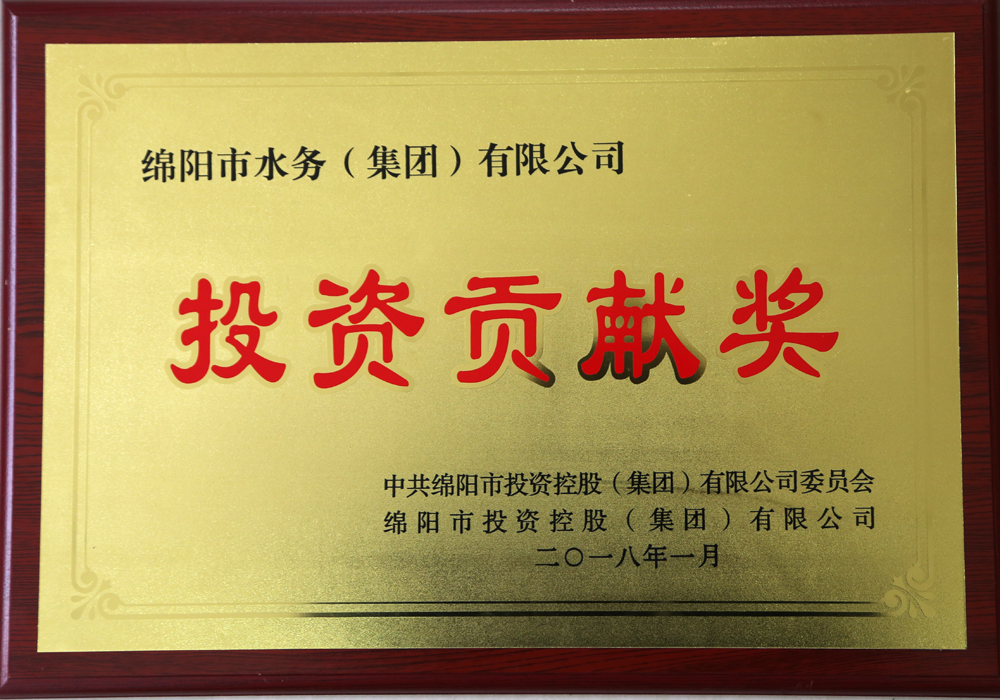 绵阳市水务（集团）有限公司
投资贡献奖
中共绵阳市投资控股（集团）有限公司委员会
绵阳市投资控股（集团）有限公司
二〇一八年一月